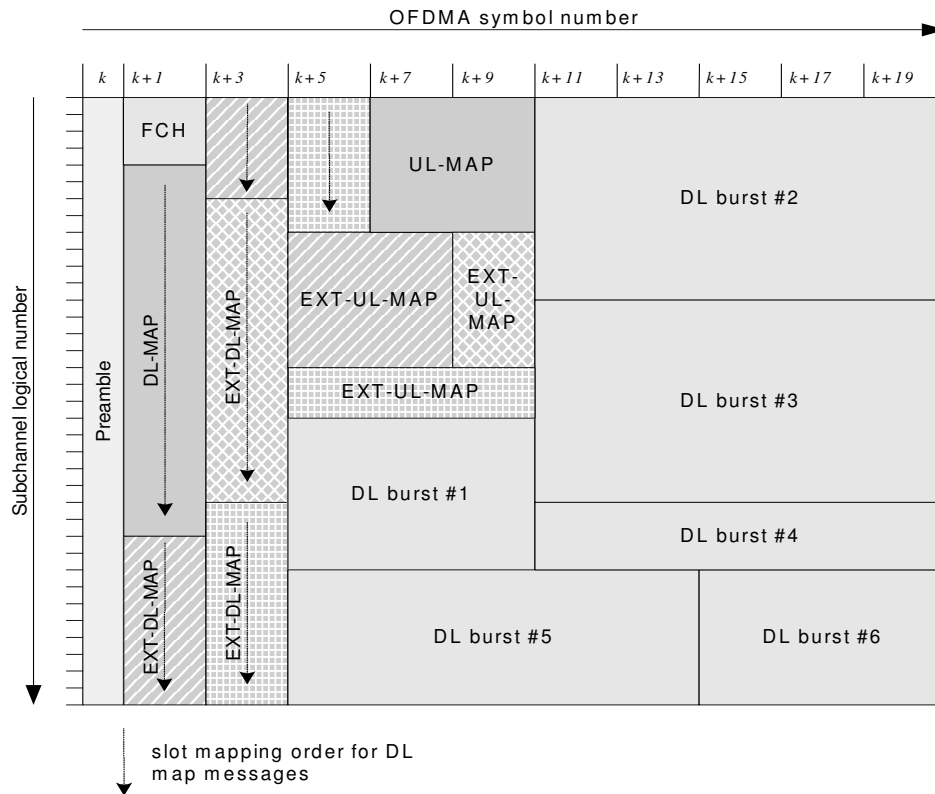 OFDMA symbol number
k k+1 k+3 k+5 k+7 k+9 k+11 k+13 k+15 k+17 k+19
Subchannel logical number
Preamble
FCH
DL-MAP
EXT-DL-MAP
EXT-DL-MAP
EXT-DL-MAP
UL-MAP
EXT-UL-MAP
EXT-
UL-
MAP
EXT-UL-MAP
DL burst #1
DL burst #2
DL burst #3
DL burst #4
DL burst #5
DL burst #6
slot mapping order for DL
map messages